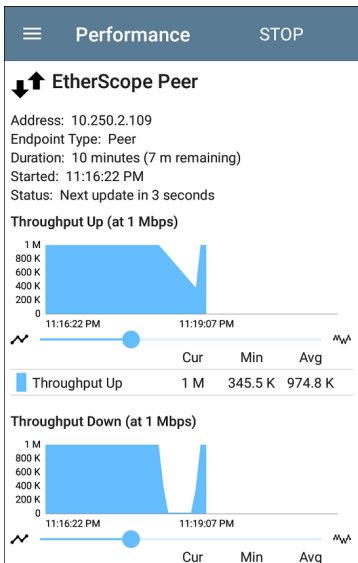 Performance STOP
EtherScope Peer
Address: 10.250.2.109
Endpoint Type: Peer
Duration: 10 minutes (7 m remaining)
Started: 11:16:22 PM
Status: Next update in 3 seconds
Throughput Up (at 1 Mbps)
1 M
800 K
600 K
400 K
200 K
0
11:16:22 PM 11:19:07 PM
Cur Min Avg
Throughput Up 1 M 345.5 K 974.8 K
Throughput Down (at 1 Mbps)
1 M
800 K
600 K
400 K
200 K
0
11:16:22 PM 11:19:07 PM
Cur Min Avg